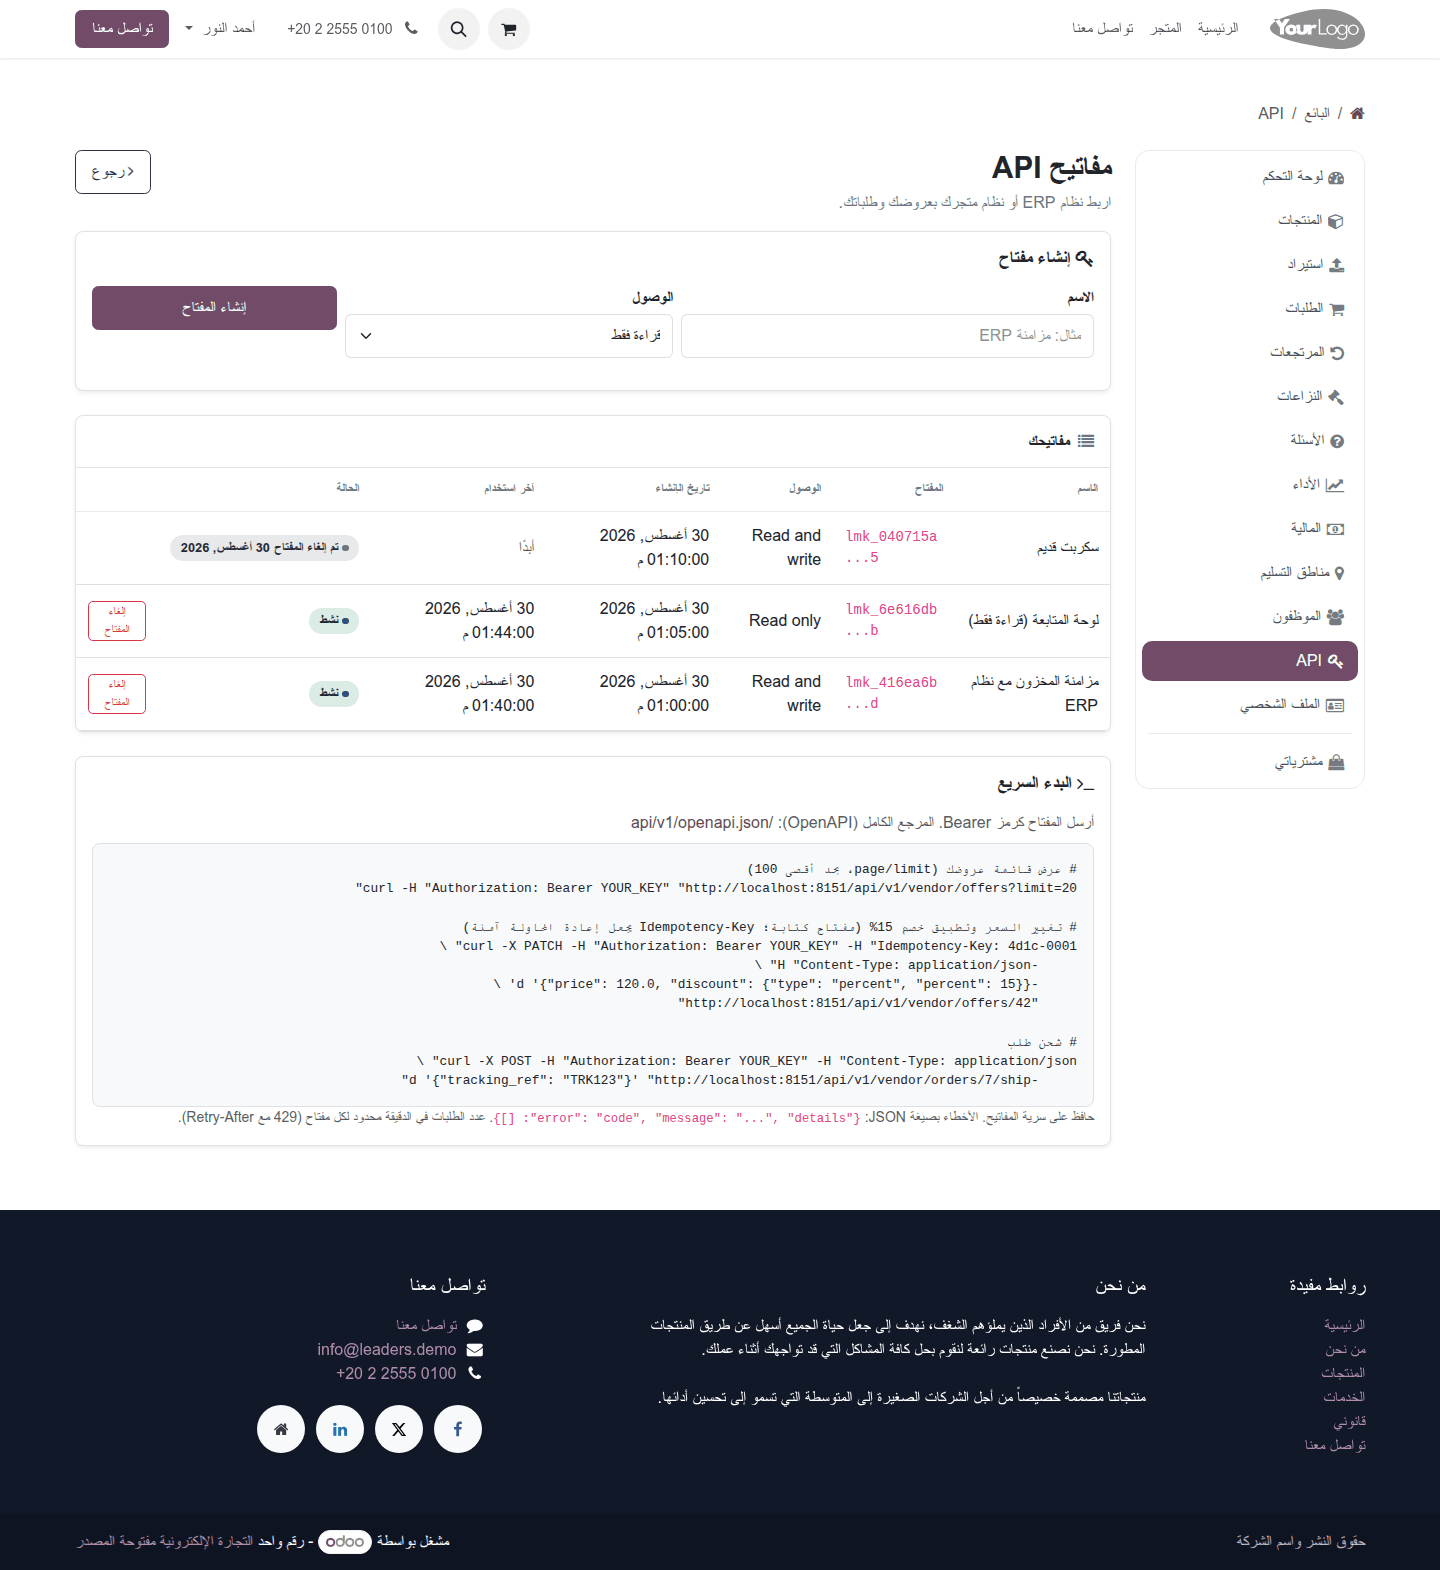 YourLogo
الرئيسية
المتجر
تواصل معنا
+20 2 2555 0100
أحمد النور
تواصل معنا
/ البائع / API
لوحة التحكم
المنتجات
استيراد
الطلبات
المرتجعات
النزاعات
الأسئلة
الأداء
المالية
مناطق التسليم
الموظفون
API
الملف الشخصي
مشترياتي
مفاتيح API
رجوع
اربط نظام ERP أو نظام متجرك بعروضك وطلباتك.
إنشاء مفتاح
الاسم
الوصول
مثال: مزامنة ERP
قراءة فقط
إنشاء المفتاح
مفاتيحك
الاسم المفتاح الوصول تاريخ الإنشاء آخر استخدام الحالة
سكريت قديم lmk_040715a5... Read and write 30 أغسطس, 2026 01:10:00 م أبدًا تم إلغاء المفتاح 30 أغسطس, 2026
لوحة المتابعة (قراءة فقط) lmk_6e616dbb... Read only 30 أغسطس, 2026 01:05:00 م 30 أغسطس, 2026 01:44:00 م نشط إلغاء المفتاح
مزامنة المخزون مع نظام ERP lmk_416ea6bd... Read and write 30 أغسطس, 2026 01:00:00 م 30 أغسطس, 2026 01:40:00 م نشط إلغاء المفتاح
البدء السريع
أرسل المفتاح كرمز Bearer. المرجع الكامل (OpenAPI): /api/v1/openapi.json
# عرض قائمة عروضك (page/limit، بحد أقصى 100)
curl -H "Authorization: Bearer YOUR_KEY" "http://localhost:8151/api/v1/vendor/offers?limit=20"
# تغيير السعر وتطبيق خصم 15% (مفتاح كتابة؛ Idempotency-Key يجعل إعادة المحاولة آمنة)
curl -X PATCH -H "Authorization: Bearer YOUR_KEY" -H "Idempotency-Key: 4d1c-0001" \
-H "Content-Type: application/json" \
-d '{"price": 120.0, "discount": {"type": "percent", "percent": 15}}' \
"http://localhost:8151/api/v1/vendor/offers/42"
# شحن طلب
curl -X POST -H "Authorization: Bearer YOUR_KEY" -H "Content-Type: application/json" \
-d '{"tracking_ref": "TRK123"}' "http://localhost:8151/api/v1/vendor/orders/7/ship"
حافظ على سرية المفاتيح. الأخطاء بصيغة JSON: {"error": "code", "message": "...", "details": []}. عدد الطلبات في الدقيقة محدود لكل مفتاح (429 مع Retry-After).
روابط مفيدة
الرئيسية
من نحن
المنتجات
الخدمات
قانوني
تواصل معنا
من نحن
نحن فريق من الأفراد الذين يملؤهم الشغف، نهدف إلى جعل حياة الجميع أسهل عن طريق المنتجات
المطورة. نحن نصنع منتجات رائعة لنقوم بحل كافة المشاكل التي قد تواجهك أثناء عملك.
منتجاتنا مصممة خصيصاً من أجل الشركات الصغيرة إلى المتوسطة التي تسمو إلى تحسين أدائها.
تواصل معنا
تواصل معنا
info@leaders.demo
+20 2 2555 0100
حقوق النشر واسم الشركة
مشغل بواسطة odoo - رقم واحد التجارة الإلكترونية مفتوحة المصدر